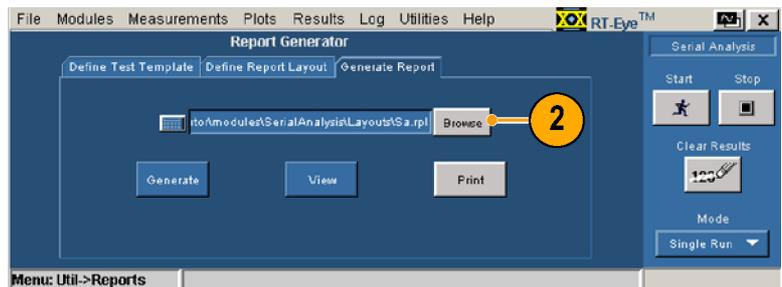 File Modules Measurements Plots Results Log Utilities Help RT-Eye™ X
Report Generator
Serial Analysis
Define Test Template Define Report Layout Generate Report
Start Stop
itor\modules\SerialAnalysis\Layouts\Sa.rpl Browse 2
Clear Results
123
Generate View Print
Mode
Single Run
Menu: Util->Reports